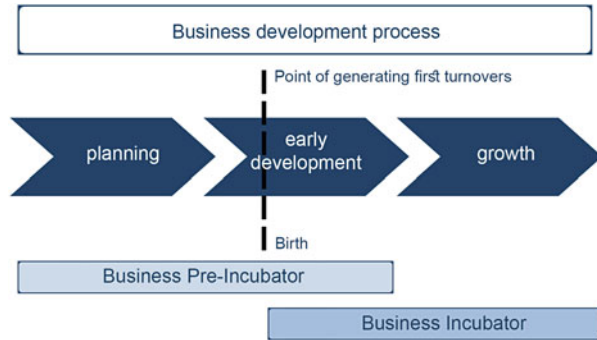 Business development process
Point of generating first turnovers
planning
early
development
growth
Birth
Business Pre-Incubator
Business Incubator